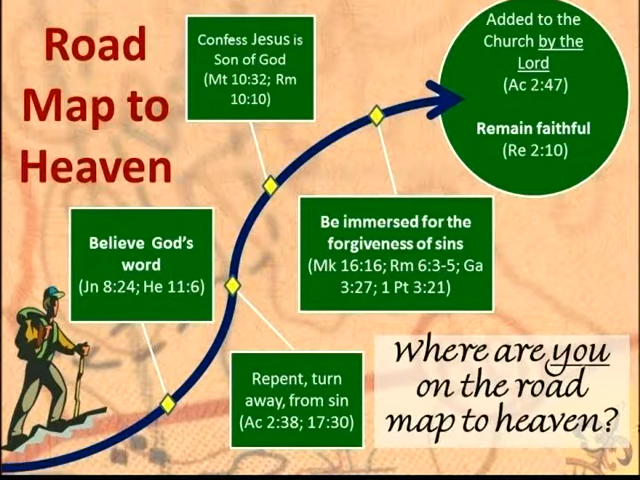 Road
Map to
Heaven
Confess Jesus is
Son of God
(Mt 10:32; Rm
10:10)
Added to the
Church by the
Lord
(Ac 2:47)
Remain faithful
(Re 2:10)
Be immersed for the
forgiveness of sins
(Mk 16:16; Rm 6:3-5; Ga
3:27; 1 Pt 3:21)
Believe God's
word
(Jn 8:24; He 11:6)
Repent, turn
away, from sin
(Ac 2:38; 17:30)
Where are you
on the road
map to heaven?